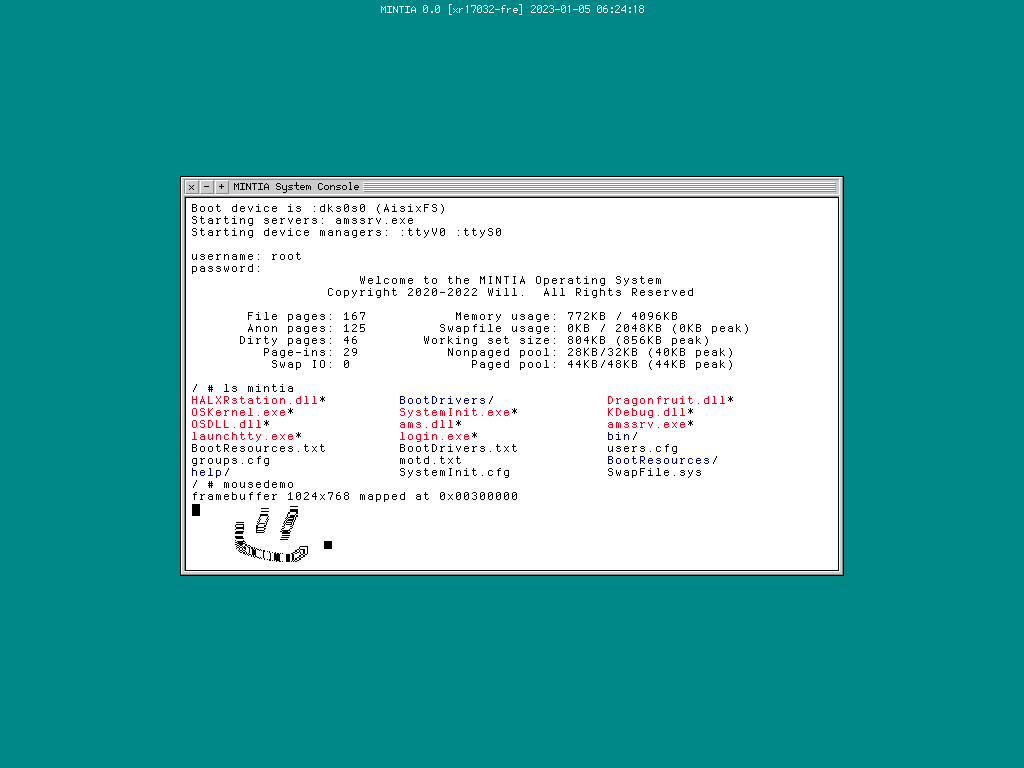 MINTIA 0.0 [xr17032-fre] 2023-01-05 06:24:18
x - + MINTIA System Console
Boot device is :dks0s0 (AisixFS)
Starting servers: amssrv.exe
Starting device managers: :ttyV0 :ttyS0
username: root
password:
Welcome to the MINTIA Operating System
Copyright 2020-2022 Will.  All Rights Reserved
File pages: 167 Memory usage: 772KB / 4096KB
Anon pages: 125 Swapfile usage: 0KB / 2048KB (0KB peak)
Dirty pages: 46 Working set size: 804KB (856KB peak)
Page-ins: 29 Nonpaged pool: 28KB/32KB (40KB peak)
Swap IO: 0 Paged pool: 44KB/48KB (44KB peak)
/ # ls mintia
HALXRstation.dll* BootDrivers/ Dragonfruit.dll*
OSKernel.exe* SystemInit.exe* KDebug.dll*
OSDLL.dll* ams.dll* amssrv.exe*
launchtty.exe* login.exe* bin/
BootResources.txt BootDrivers.txt users.cfg
groups.cfg motd.txt BootResources/
help/ SystemInit.cfg SwapFile.sys
/ # mousedemo
framebuffer 1024x768 mapped at 0x00300000